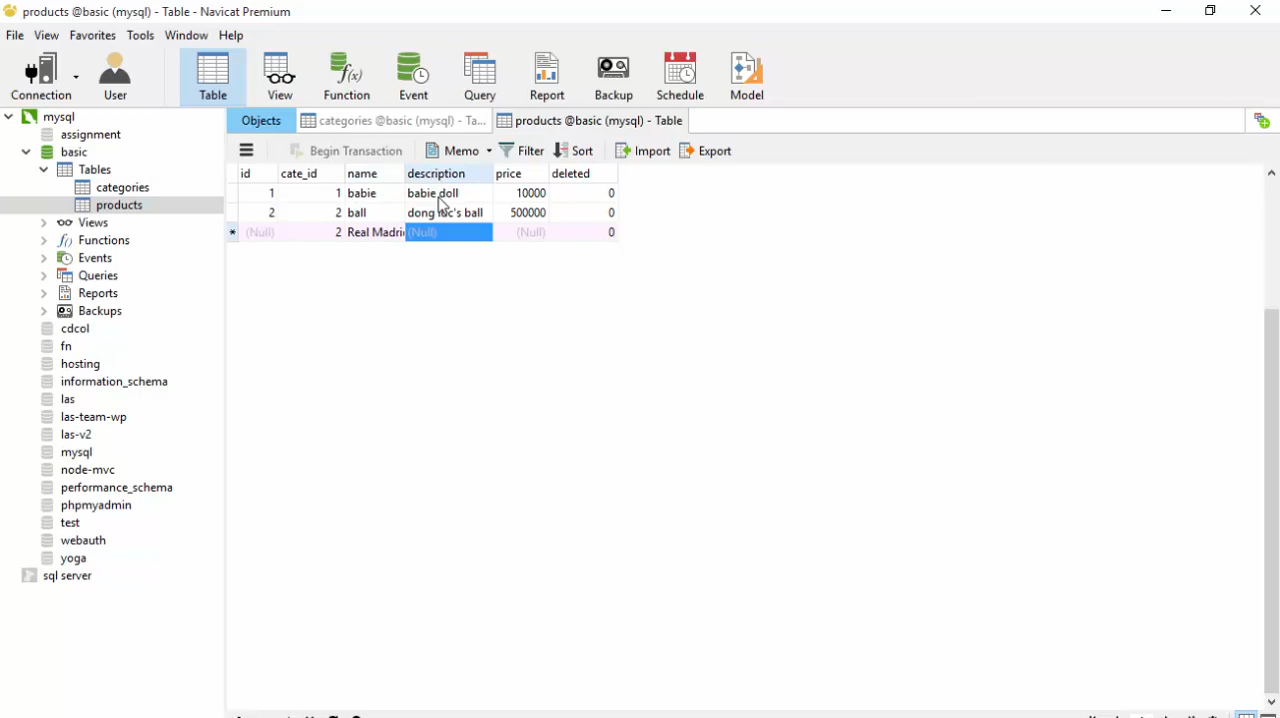 products @basic (mysql) - Table - Navicat Premium
File View Favorites Tools Window Help
Connection User Table View Function Event Query Report Backup Schedule Model
mysql
assignment
basic
Tables
categories
products
Views
Functions
Events
Queries
Reports
Backups
cdcol
fn
hosting
information_schema
las
las-team-wp
las-v2
mysql
node-mvc
performance_schema
phpmyadmin
test
webauth
yoga
sql server
Objects categories @basic (mysql) - Ta... products @basic (mysql) - Table
Begin Transaction Memo Filter Sort Import Export
id cate_id name description price deleted
1 1 babie babie doll 10000 0
2 2 ball dong 's ball 500000 0
* (Null) 2 Real Madri (Null) (Null) 0